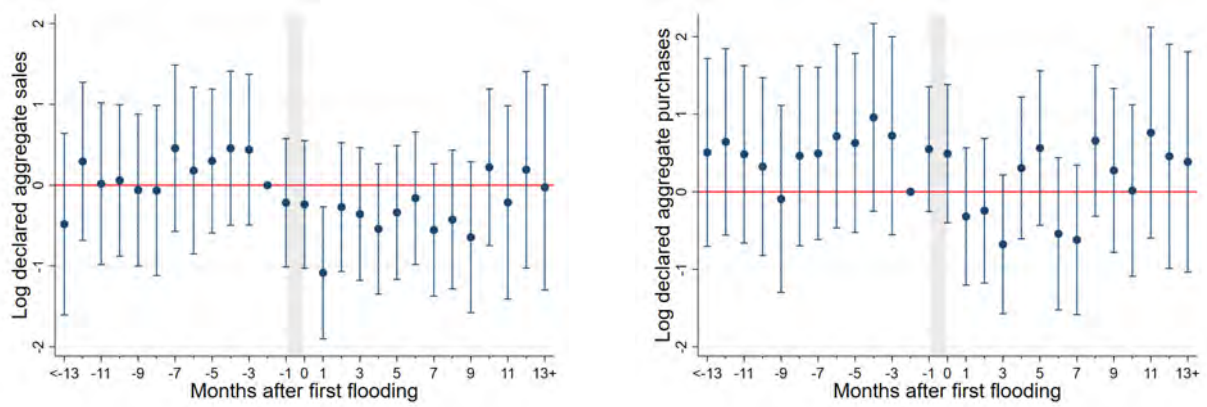 Log declared aggregate sales
2
1
0
-1
-2
<-13 -11 -9 -7 -5 -3 -1 0 1 3 5 7 9 11 13+
Months after first flooding
Log declared aggregate purchases
2
1
0
-1
-2
<-13 -11 -9 -7 -5 -3 -1 0 1 3 5 7 9 11 13+
Months after first flooding